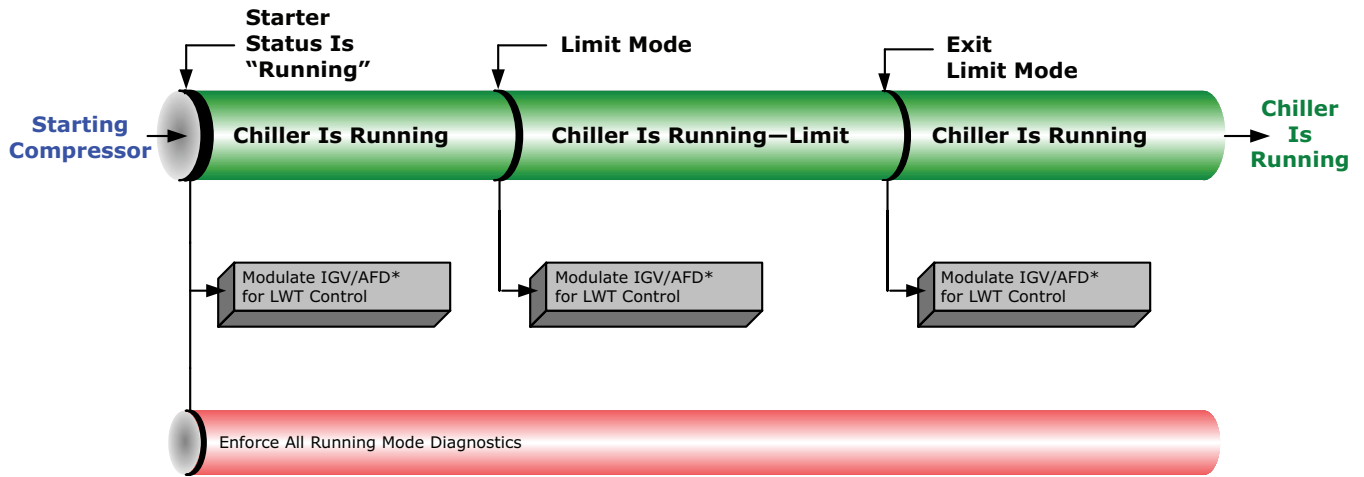 Starter
Status Is
“Running”
Limit Mode
Exit
Limit Mode
Starting
Compressor
Chiller Is Running
Chiller Is Running—Limit
Chiller Is Running
Chiller
Is
Running
Modulate IGV/AFD*
for LWT Control
Modulate IGV/AFD*
for LWT Control
Modulate IGV/AFD*
for LWT Control
Enforce All Running Mode Diagnostics